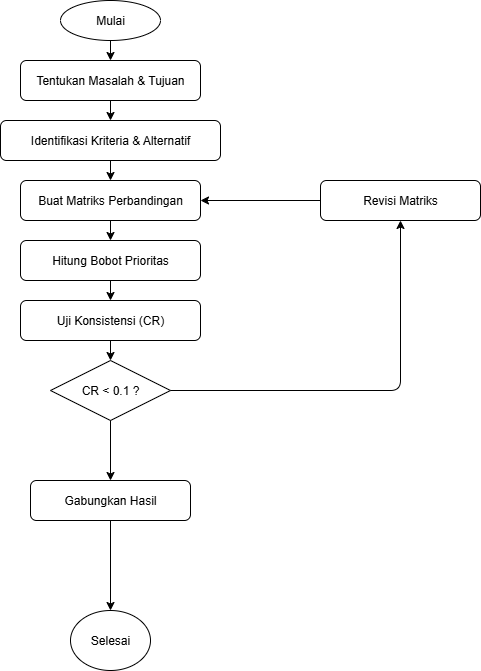 Mulai
Tentukan Masalah & Tujuan
Identifikasi Kriteria & Alternatif
Buat Matriks Perbandingan
Revisi Matriks
Hitung Bobot Prioritas
Uji Konsistensi (CR)
CR < 0.1 ?
Gabungkan Hasil
Selesai